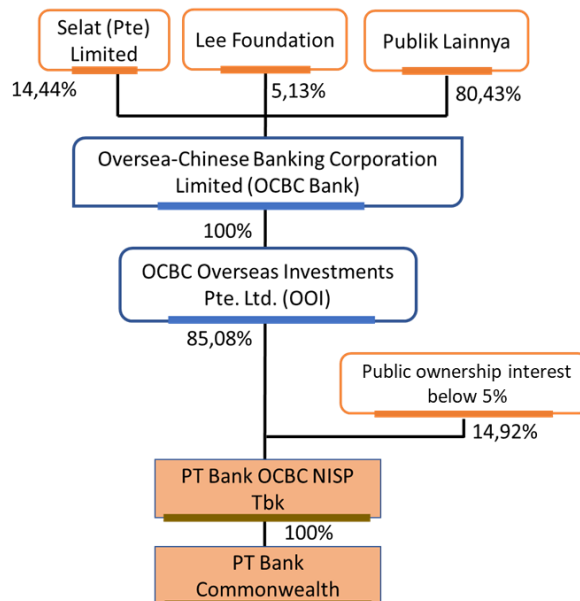 Selat (Pte)
Limited
Lee Foundation
Publik Lainnya
14,44%
5,13%
80,43%
Oversea-Chinese Banking Corporation
Limited (OCBC Bank)
100%
OCBC Overseas Investments
Pte. Ltd. (OOI)
85,08%
Public ownership interest
below 5%
14,92%
PT Bank OCBC NISP
Tbk
100%
PT Bank
Commonwealth